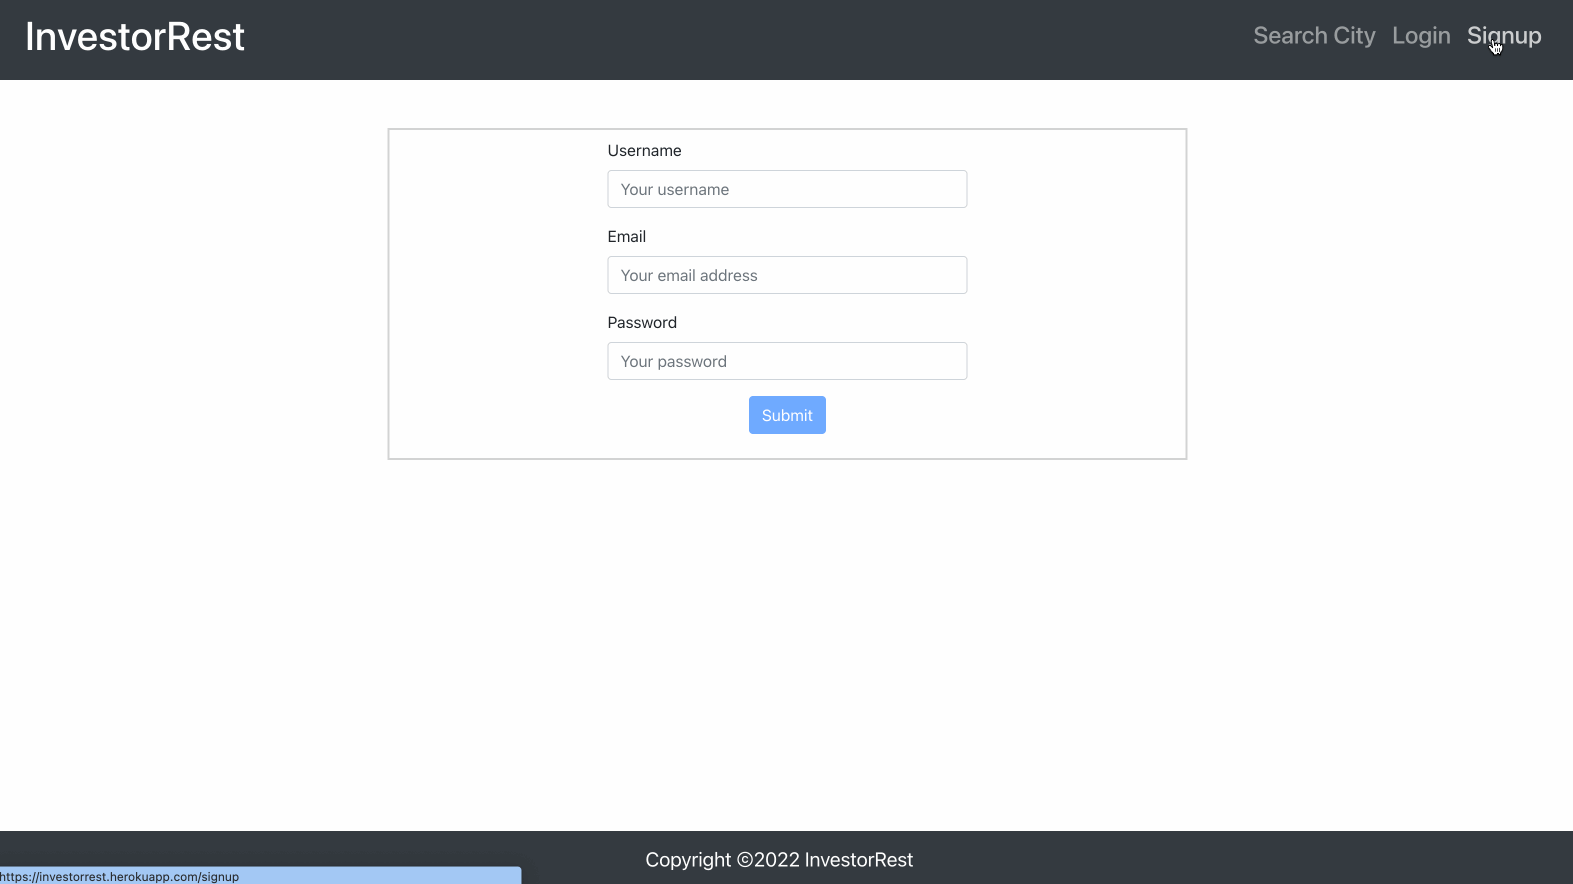 InvestorRest
Search City Login Signup
Username
Your username
Email
Your email address
Password
Your password
Submit
Copyright ©2022 InvestorRest
https://investorrest.herokuapp.com/signup